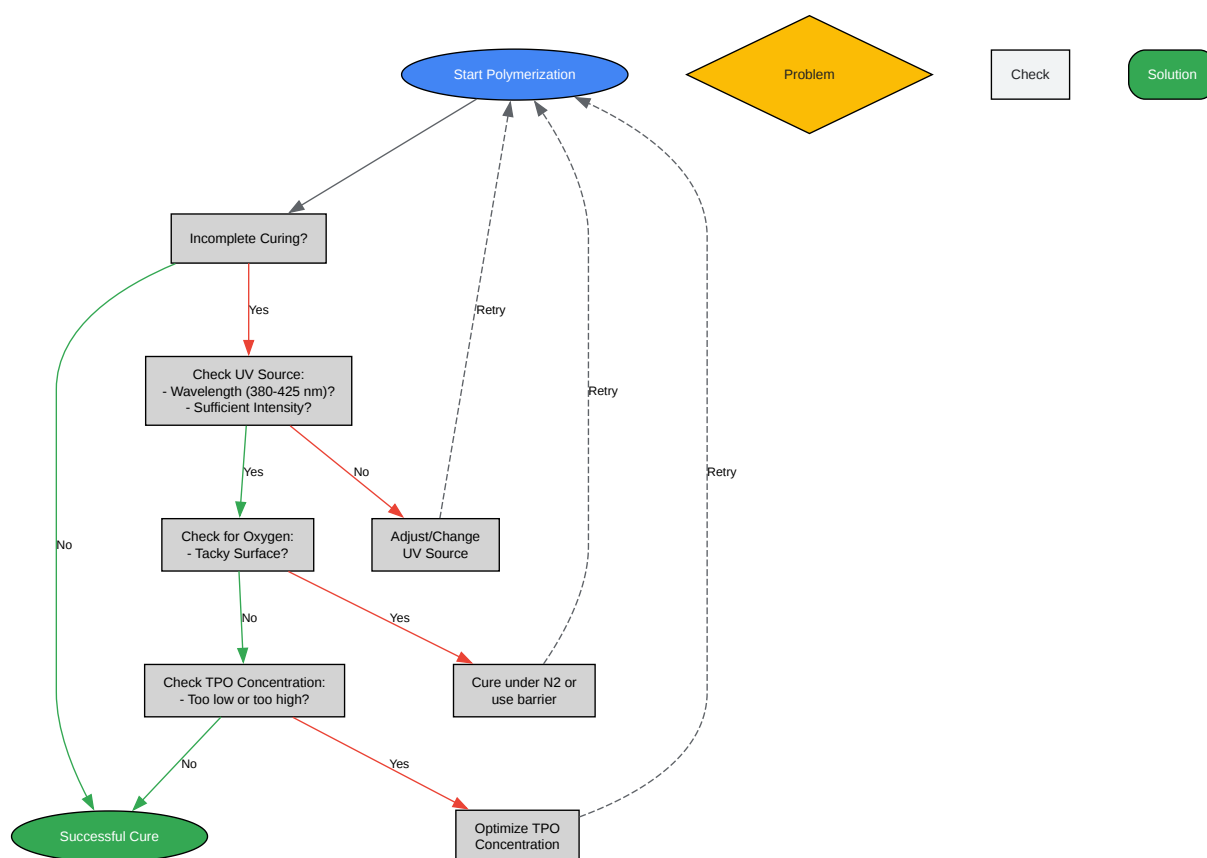 Start Polymerization
Problem
Check
Solution
Incomplete Curing?
Yes
Retry
Check UV Source:
- Wavelength (380-425 nm)?
- Sufficient Intensity?
Retry
Yes
No
Retry
Check for Oxygen:
- Tacky Surface?
Adjust/Change
UV Source
No
No
Yes
Check TPO Concentration:
- Too low or too high?
Cure under N2 or
use barrier
No
Yes
Successful Cure
Optimize TPO
Concentration